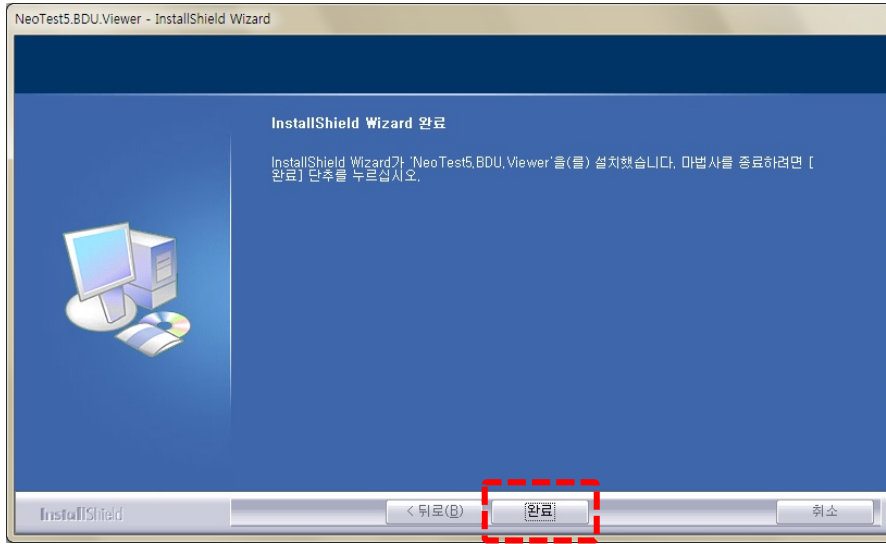 NeoTest5.BDU.Viewer - InstallShield Wizard
InstallShield Wizard 완료
InstallShield Wizard가 'NeoTest5.BDU.Viewer'을(를) 설치했습니다. 마법사를 종료하려면 [
완료] 단추를 누르십시오.
InstallShield
< 뒤로(B)
완료
취소